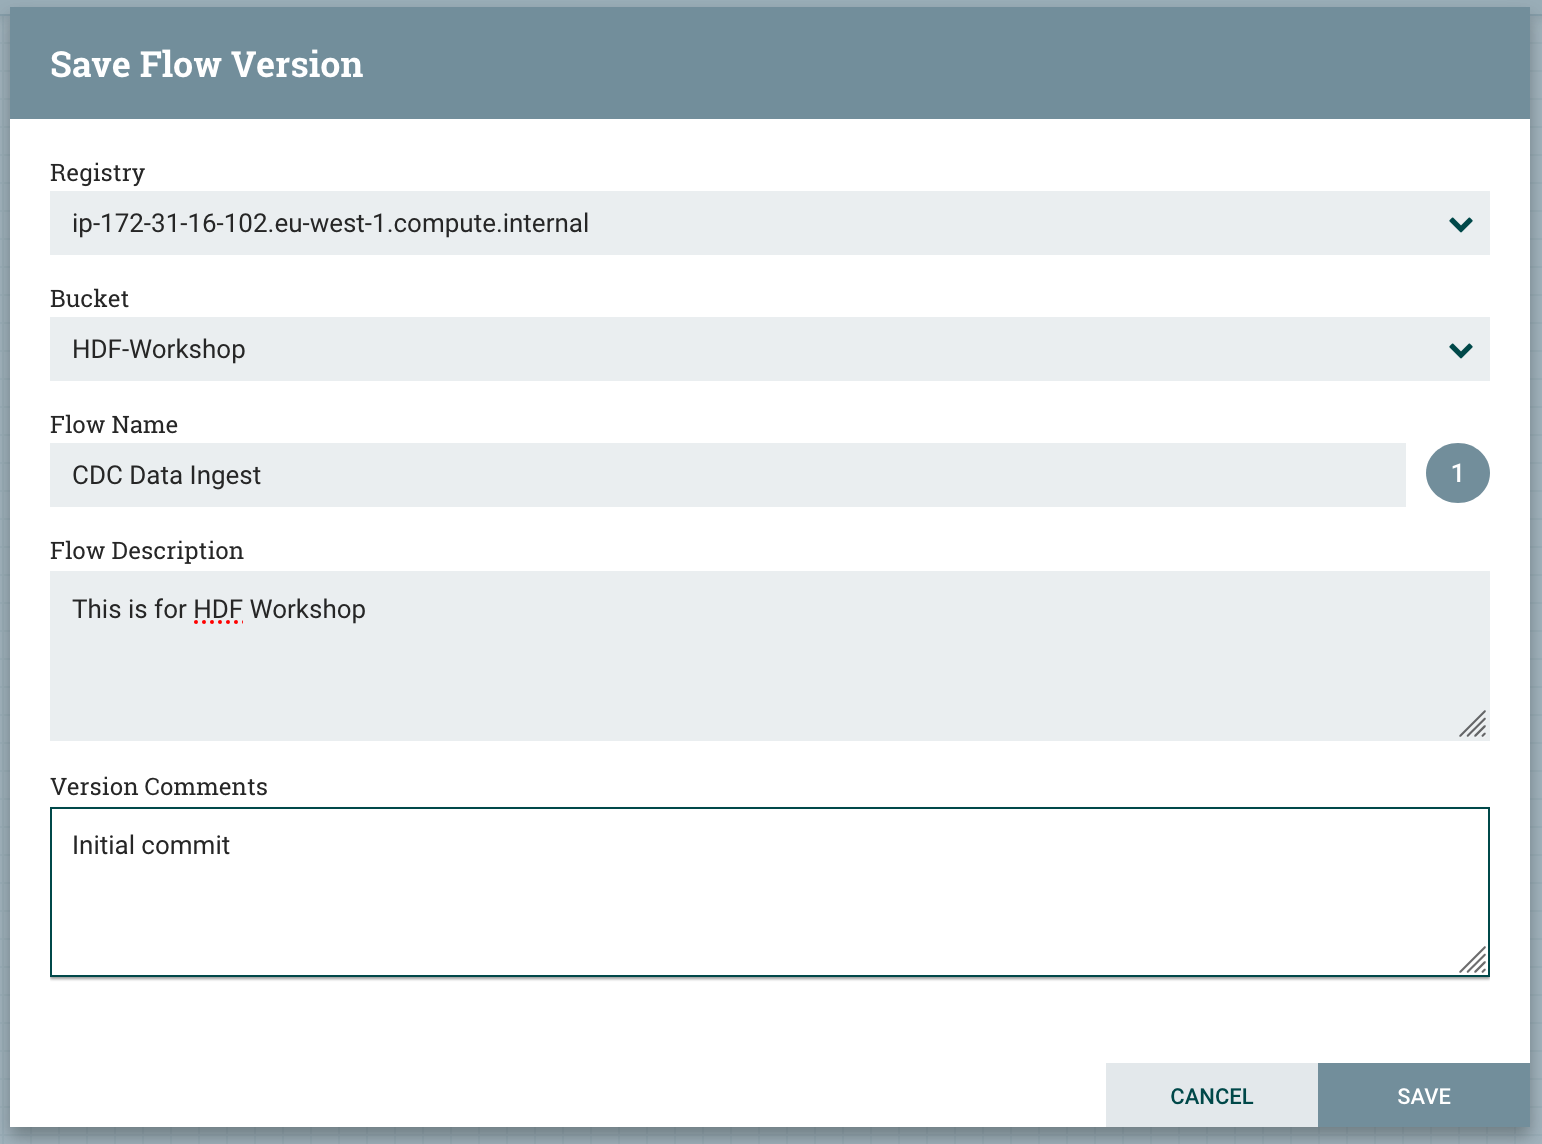 Save Flow Version
Registry
ip-172-31-16-102.eu-west-1.compute.internal
Bucket
HDF-Workshop
Flow Name
CDC Data Ingest
1
Flow Description
This is for HDF Workshop
Version Comments
Initial commit
CANCEL
SAVE